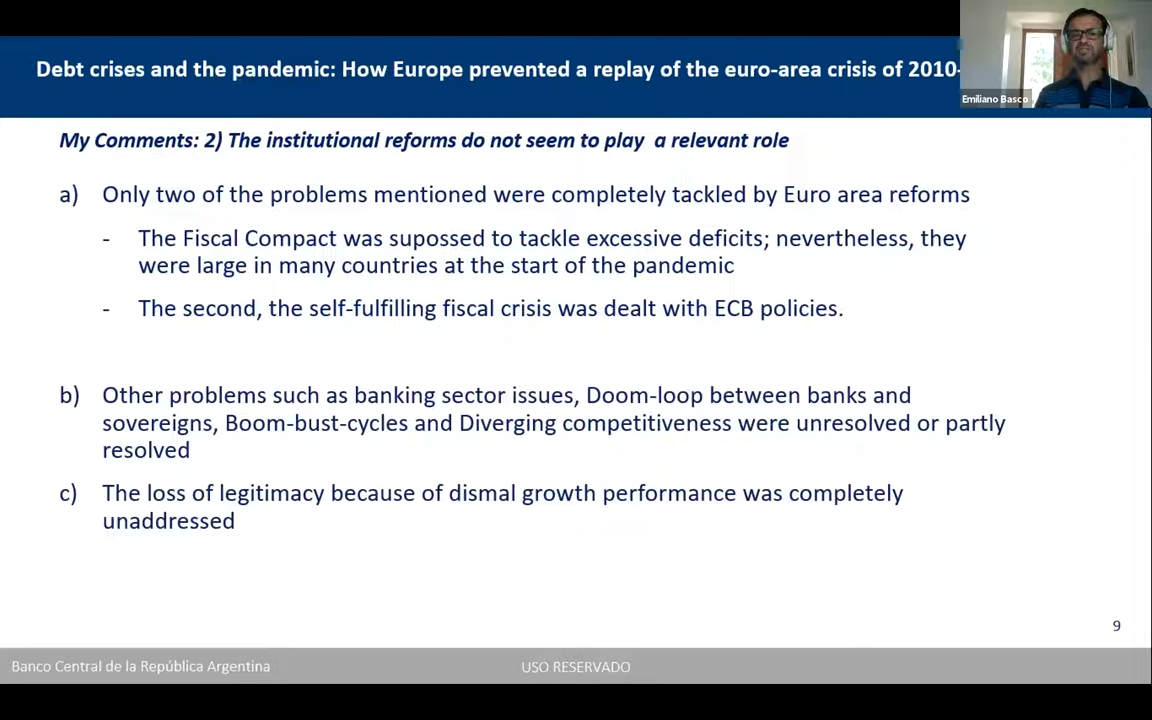 Debt crises and the pandemic: How Europe prevented a replay of the euro-area crisis of 2010-
Emiliano Basco
My Comments: 2) The institutional reforms do not seem to play a relevant role
a) Only two of the problems mentioned were completely tackled by Euro area reforms
- The Fiscal Compact was supossed to tackle excessive deficits; nevertheless, they
were large in many countries at the start of the pandemic
- The second, the self-fulfilling fiscal crisis was dealt with ECB policies.
b) Other problems such as banking sector issues, Doom-loop between banks and
sovereigns, Boom-bust-cycles and Diverging competitiveness were unresolved or partly
resolved
c) The loss of legitimacy because of dismal growth performance was completely
unaddressed
9
Banco Central de la República Argentina
USO RESERVADO